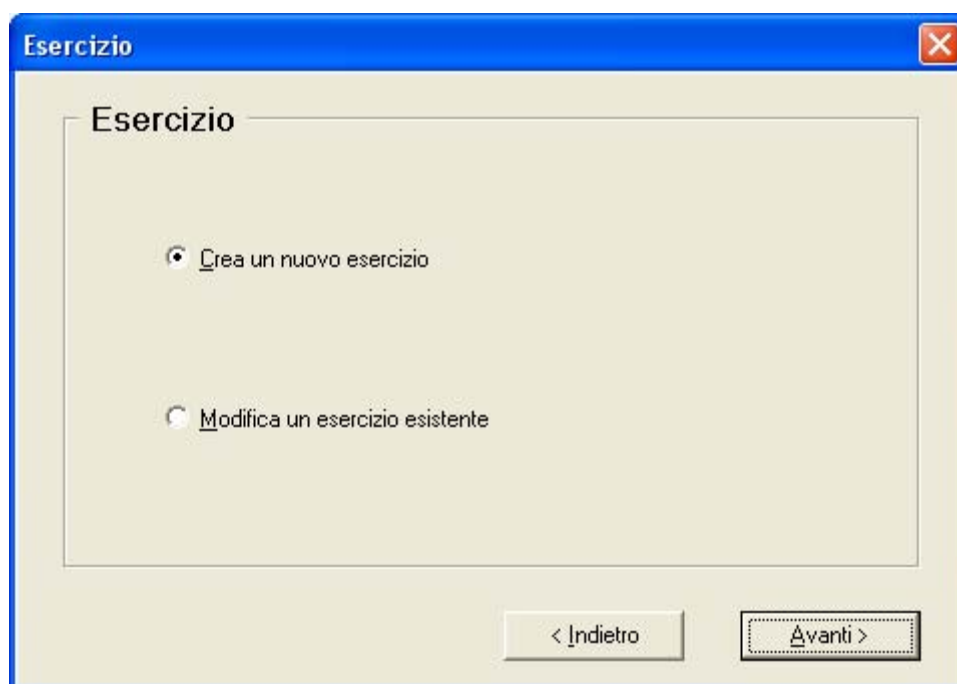 Esercizio
Esercizio
Crea un nuovo esercizio
Modifica un esercizio esistente
< Indietro Avanti >